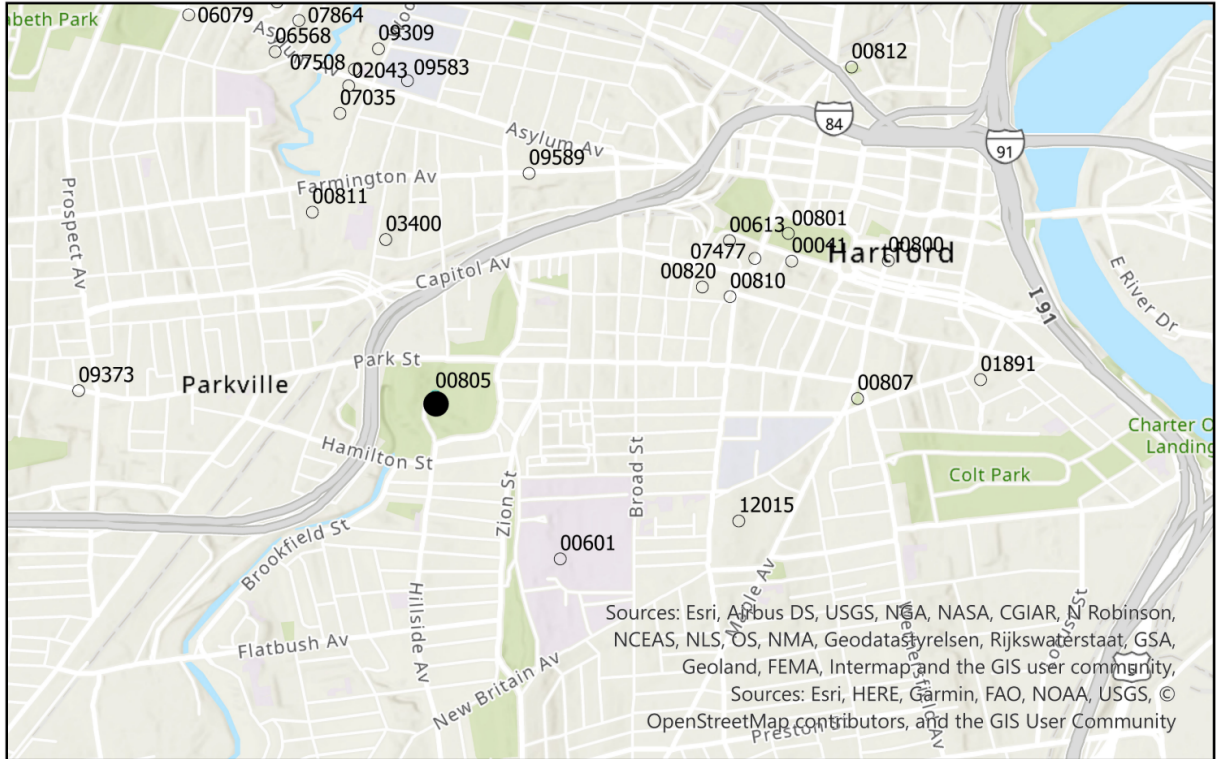 abeth Park
06079
07864
06568
09309
Asylum Av
07508
02043
09583
07035
00812
84
91
Asylum Av
09589
Farmington Av
00811
03400
Prospect Av
00613
00801
07477
00041
Hartford
00800
00820
00810
Capitol Av
E River Dr
I 91
Park St
09373
Parkville
00805
00807
01891
Charter O
Landing
Hamilton St
Broad St
Colt Park
Zion St
12015
00601
Brookfield St
Hillside Av
Maple Av
Flatbush Av
New Britain Av
Preston
Sources: Esri, Airbus DS, USGS, NGA, NASA, CGIAR, N Robinson,
NCEAS, NLS, OS, NMA, Geodatastyrelsen, Rijkswaterstaat, GSA,
Geoland, FEMA, Intermap and the GIS user community,
Sources: Esri, HERE, Garmin, FAO, NOAA, USGS, ©
OpenStreetMap contributors, and the GIS User Community